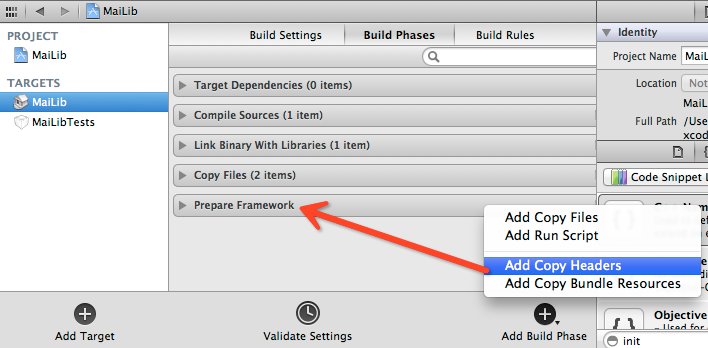 MaiLib
PROJECT
MaiLib
TARGETS
MaiLib
MaiLibTests
Build Settings
Build Phases
Build Rules
Target Dependencies (0 items)
Compile Sources (1 item)
Link Binary With Libraries (1 item)
Copy Files (2 items)
Prepare Framework
Add Copy Files
Add Run Script
Add Copy Headers
Add Copy Bundle Resources
Add Target
Validate Settings
Add Build Phase
Identity
Project Name MaiL
Location Not
MaiL
Full Path /Use
xcod
Code Snippet L
Objective
- Used for
init